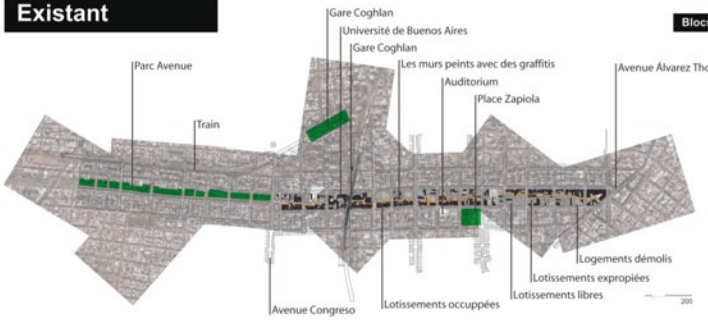 Existant
Blocs
Gare Coghlan
Université de Buenos Aires
Gare Coghlan
Parc Avenue
Les murs peints avec des graffitis
Avenue Álvarez Tho
Auditorium
Place Zapiola
Train
Logements démolis
Lotissements expropiées
Lotissements libres
Lotissements occuppées
Avenue Congreso
200